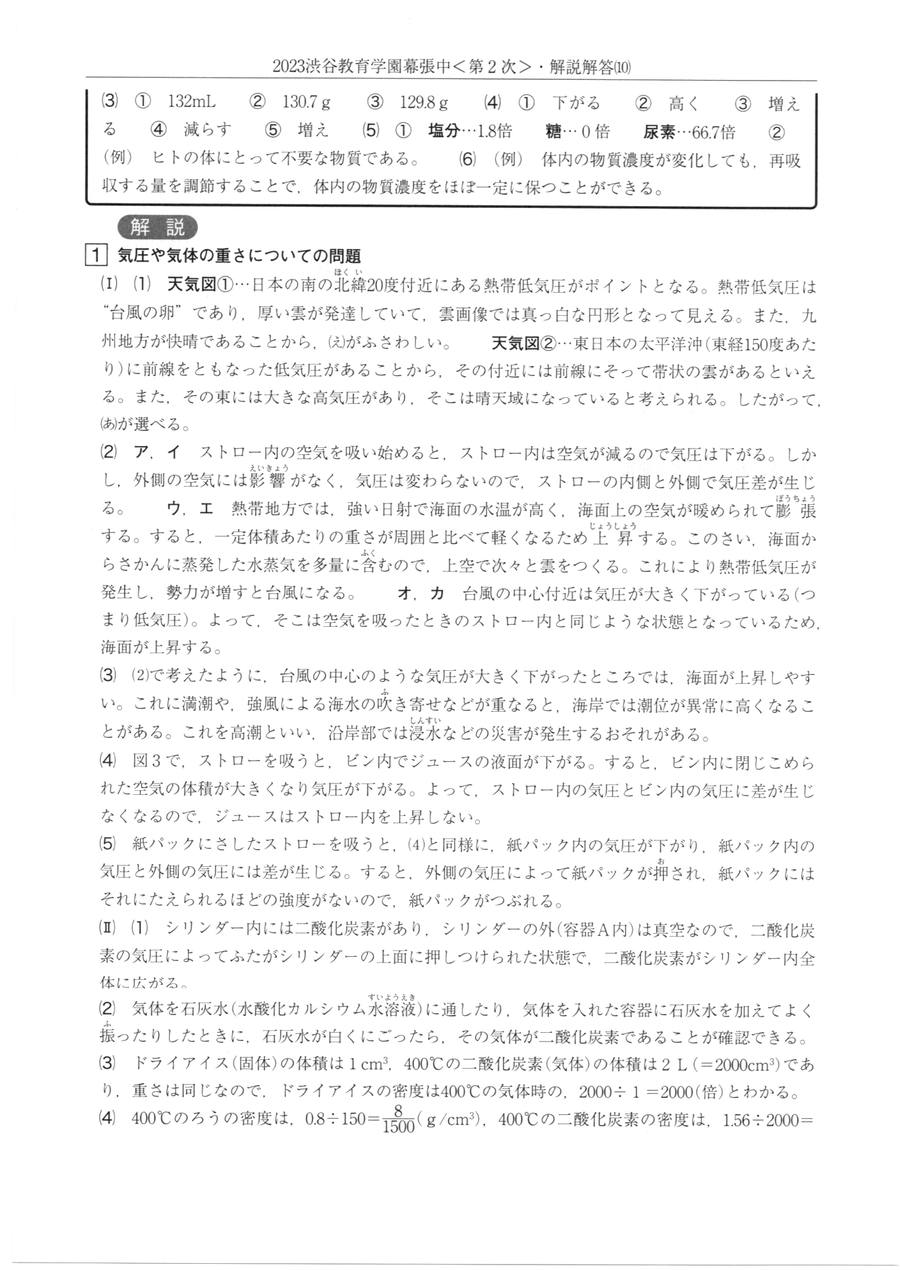 2023渋谷教育学園幕張中＜第２次＞・解説解答⑽
⑶　①　132mL　　②　130.7ｇ　　③　129.8ｇ　　⑷　①　下がる　　②　高く　　③　増え
る　　④　減らす　　⑤　増え　　⑸　①　塩分…1.8倍　　糖…０倍　　尿素…66.7倍　　②
（例）　ヒトの体にとって不要な物質である。　　⑹　（例）　体内の物質濃度が変化しても，再吸
収する量を調節することで，体内の物質濃度をほぼ一定に保つことができる。
解　説
1　気圧や気体の重さについての問題
(Ⅰ)　⑴　天気図①…日本の南の北緯20度付近にある熱帯低気圧がポイントとなる。熱帯低気圧は
ほくい
“台風の卵”であり，厚い雲が発達していて，雲画像では真っ白な円形となって見える。また，九
州地方が快晴であることから，(え)がふさわしい。　　天気図②…東日本の太平洋沖（東経150度あた
り）に前線をともなった低気圧があることから，その付近には前線にそって帯状の雲があるといえ
る。また，その東には大きな高気圧があり，そこは晴天域になっていると考えられる。したがって，
(あ)が選べる。
⑵　ア，イ　ストロー内の空気を吸い始めると，ストロー内は空気が減るので気圧は下がる。しか
し，外側の空気には影響がなく，気圧は変わらないので，ストローの内側と外側で気圧差が生じ
えいきょう
る。　　ウ，エ　熱帯地方では，強い日射で海面の水温が高く，海面上の空気が暖められて膨張
ぼうちょう
する。すると，一定体積あたりの重さが周囲と比べて軽くなるため上昇する。このさい，海面か
じょうしょう
らさかんに蒸発した水蒸気を多量に含むので，上空で次々と雲をつくる。これにより熱帯低気圧が
ふく
発生し，勢力が増すと台風になる。　　オ，カ　台風の中心付近は気圧が大きく下がっている（つ
まり低気圧）。よって，そこは空気を吸ったときのストロー内と同じような状態となっているため，
海面が上昇する。
⑶　⑵で考えたように，台風の中心のような気圧が大きく下がったところでは，海面が上昇しやす
い。これに満潮や，強風による海水の吹き寄せなどが重なると，海岸では潮位が異常に高くなるこ
ふ
とがある。これを高潮といい，沿岸部では浸水などの災害が発生するおそれがある。
しんすい
⑷　図３で，ストローを吸うと，ビン内でジュースの液面が下がる。すると，ビン内に閉じこめら
れた空気の体積が大きくなり気圧が下がる。よって，ストロー内の気圧とビン内の気圧に差が生じ
なくなるので，ジュースはストロー内を上昇しない。
⑸　紙パックにさしたストローを吸うと，⑷と同様に，紙パック内の気圧が下がり，紙パック内の
気圧と外側の気圧には差が生じる。すると，外側の気圧によって紙パックが押され，紙パックには
お
それにたえられるほどの強度がないので，紙パックがつぶれる。
(Ⅱ)　⑴　シリンダー内には二酸化炭素があり，シリンダーの外（容器Ａ内）は真空なので，二酸化炭
素の気圧によってふたがシリンダーの上面に押しつけられた状態で，二酸化炭素がシリンダー内全
体に広がる。
⑵　気体を石灰水（水酸化カルシウム水溶液）に通したり，気体を入れた容器に石灰水を加えてよく
すいようえき
振ったりしたときに，石灰水が白くにごったら，その気体が二酸化炭素であることが確認できる。
ふ
⑶　ドライアイス（固体）の体積は１cm³，400℃の二酸化炭素（気体）の体積は２Ｌ（＝2000cm³）であ
り，重さは同じなので，ドライアイスの密度は400℃の気体時の，2000÷１＝2000（倍）とわかる。
⑷　400℃のろうの密度は，0.8÷150＝8/1500（ｇ/cm³），400℃の二酸化炭素の密度は，1.56÷2000＝